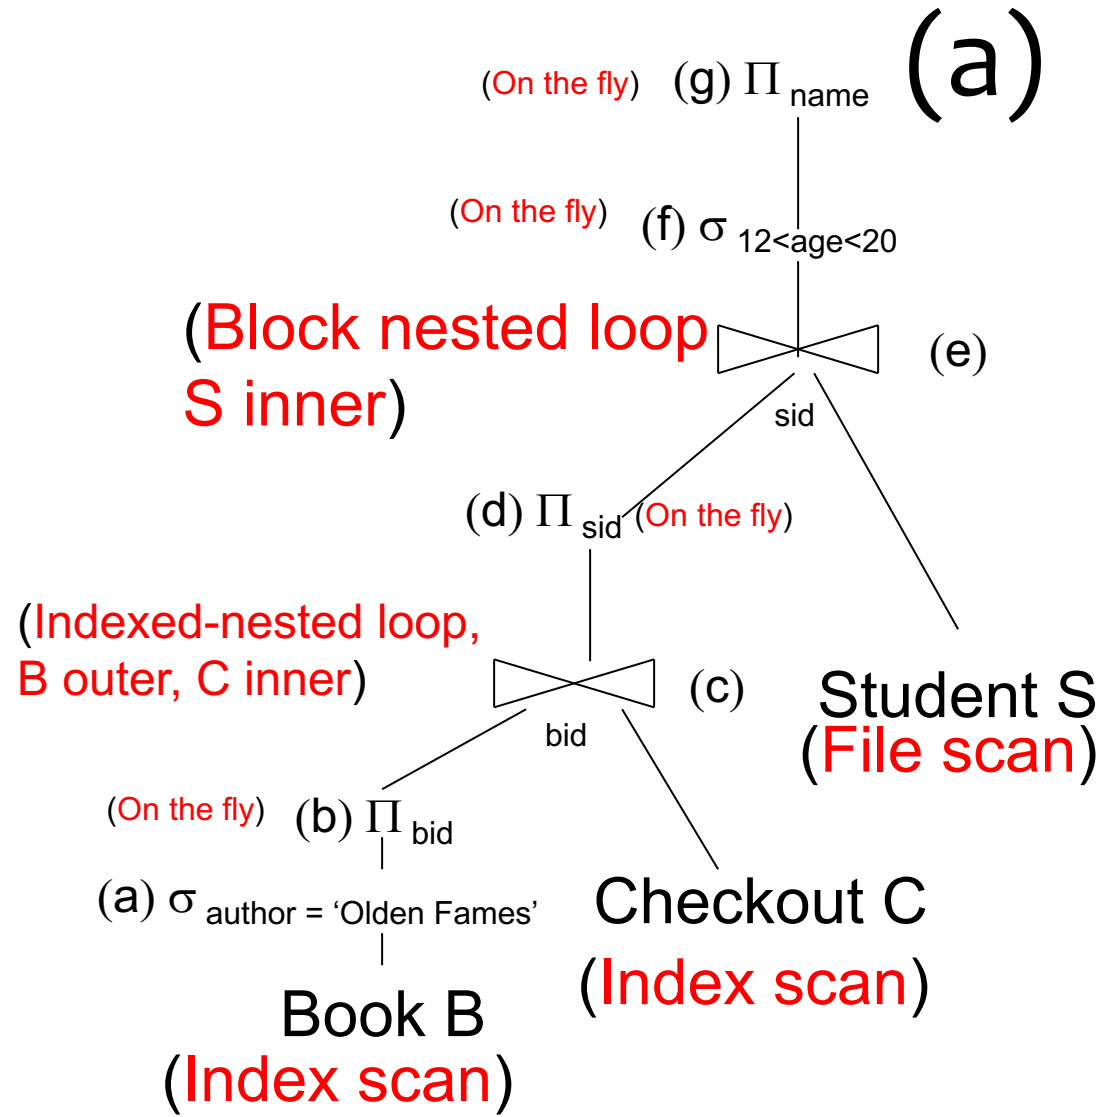 (a)
(On the fly) (g) Π name
(On the fly) (f) σ 12<age<20
(Block nested loop
S inner)
(e)
sid
(d) Π sid (On the fly)
(Indexed-nested loop,
B outer, C inner)
(c)
bid
Student S
(File scan)
(On the fly) (b) Π bid
(a) σ author = ‘Olden Fames’
Checkout C
(Index scan)
Book B
(Index scan)